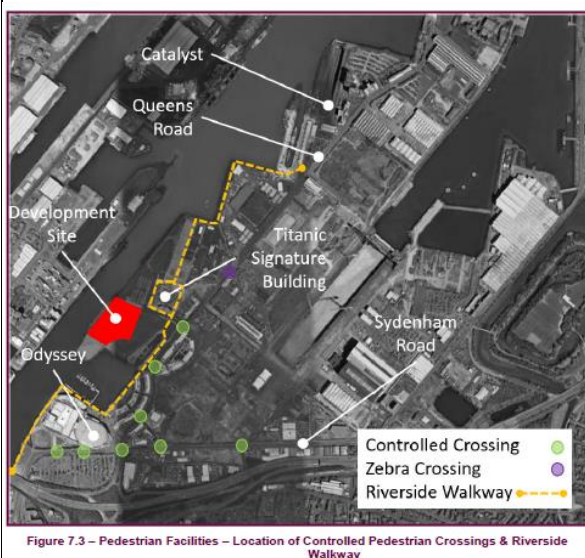 Catalyst
Queens
Road
Development
Site
Titanic
Signature
Building
Sydenham
Road
Odyssey
Controlled Crossing
Zebra Crossing
Riverside Walkway
Figure 7.3 – Pedestrian Facilities – Location of Controlled Pedestrian Crossings & Riverside
Walkway